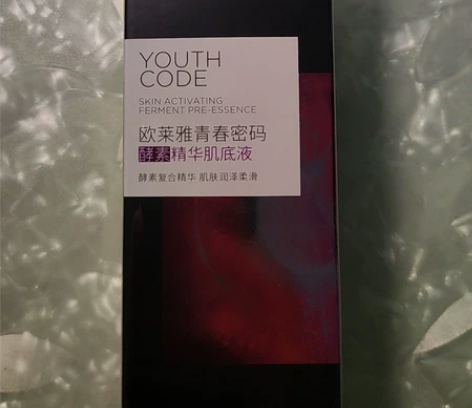 YOUTH
CODE
SKIN ACTIVATING
FERMENT PRE-ESSENCE
欧莱雅青春密码
酵素精华肌底液
酵素复合精华 肌肤润泽柔滑